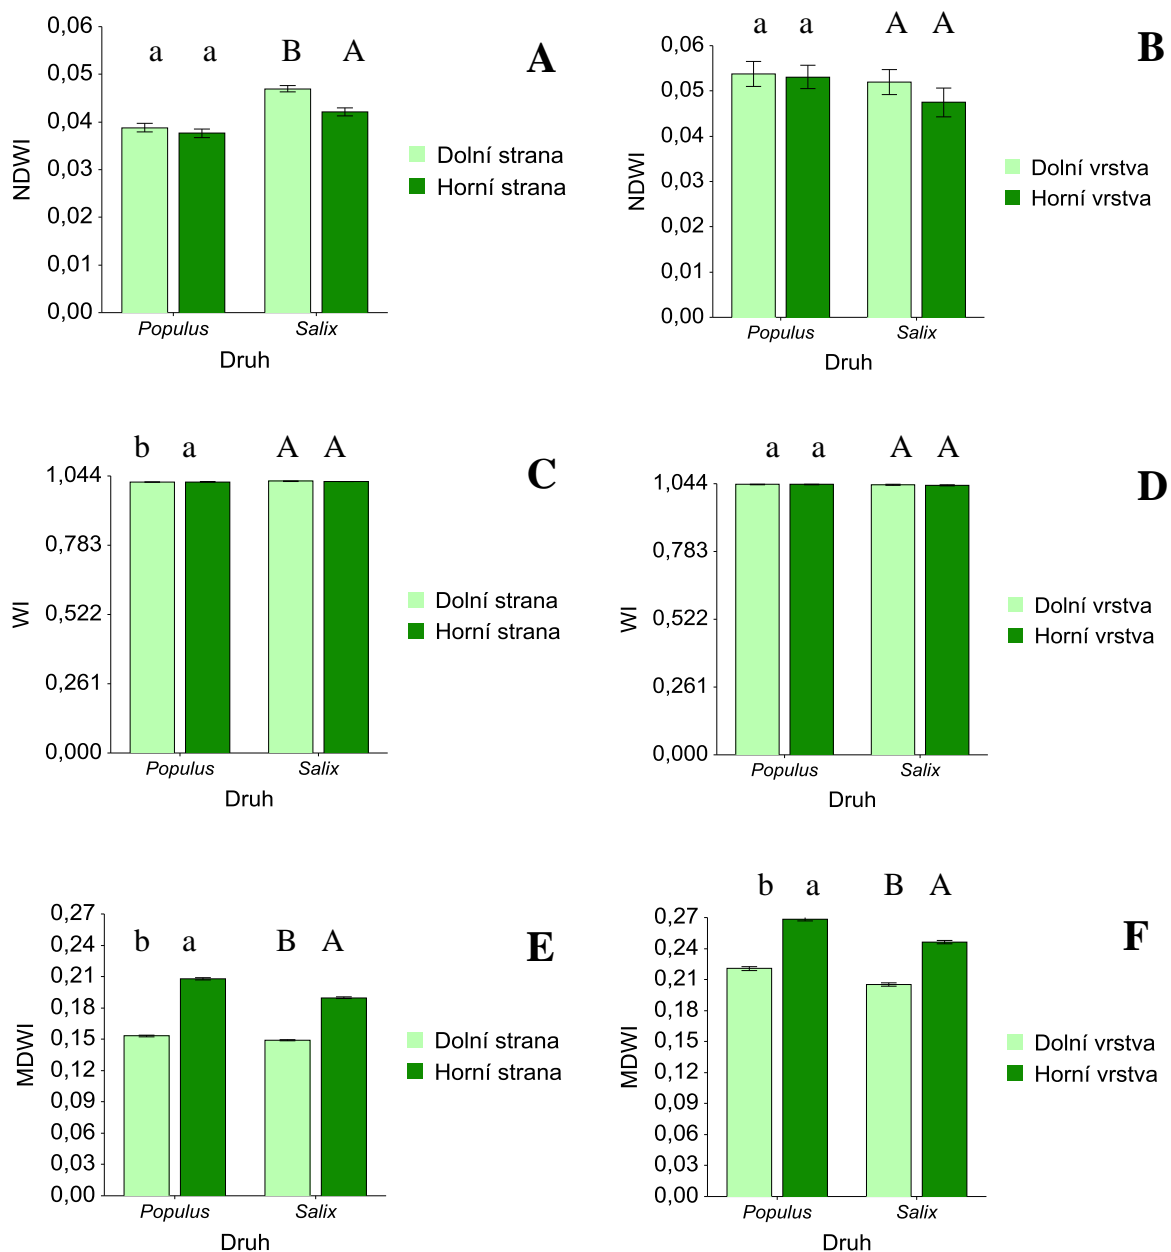 0,06
0,05
0,04
0,03
0,02
0,01
0,00
NDWI
a a B A
A
Dolní strana
Horní strana
Populus Salix
Druh
0,06
0,05
0,04
0,03
0,02
0,01
0,00
NDWI
a a A A
B
Dolní vrstva
Horní vrstva
Populus Salix
Druh
b a A A
C
1,044
0,783
0,522
0,261
0,000
WI
Dolní strana
Horní strana
Populus Salix
Druh
a a A A
D
1,044
0,783
0,522
0,261
0,000
WI
Dolní vrstva
Horní vrstva
Populus Salix
Druh
0,27
0,24
0,21
0,18
0,15
0,12
0,09
0,06
0,03
0,00
MDWI
b a B A
E
Dolní strana
Horní strana
Populus Salix
Druh
b a B A
F
0,27
0,24
0,21
0,18
0,15
0,12
0,09
0,06
0,03
0,00
MDWI
Dolní vrstva
Horní vrstva
Populus Salix
Druh